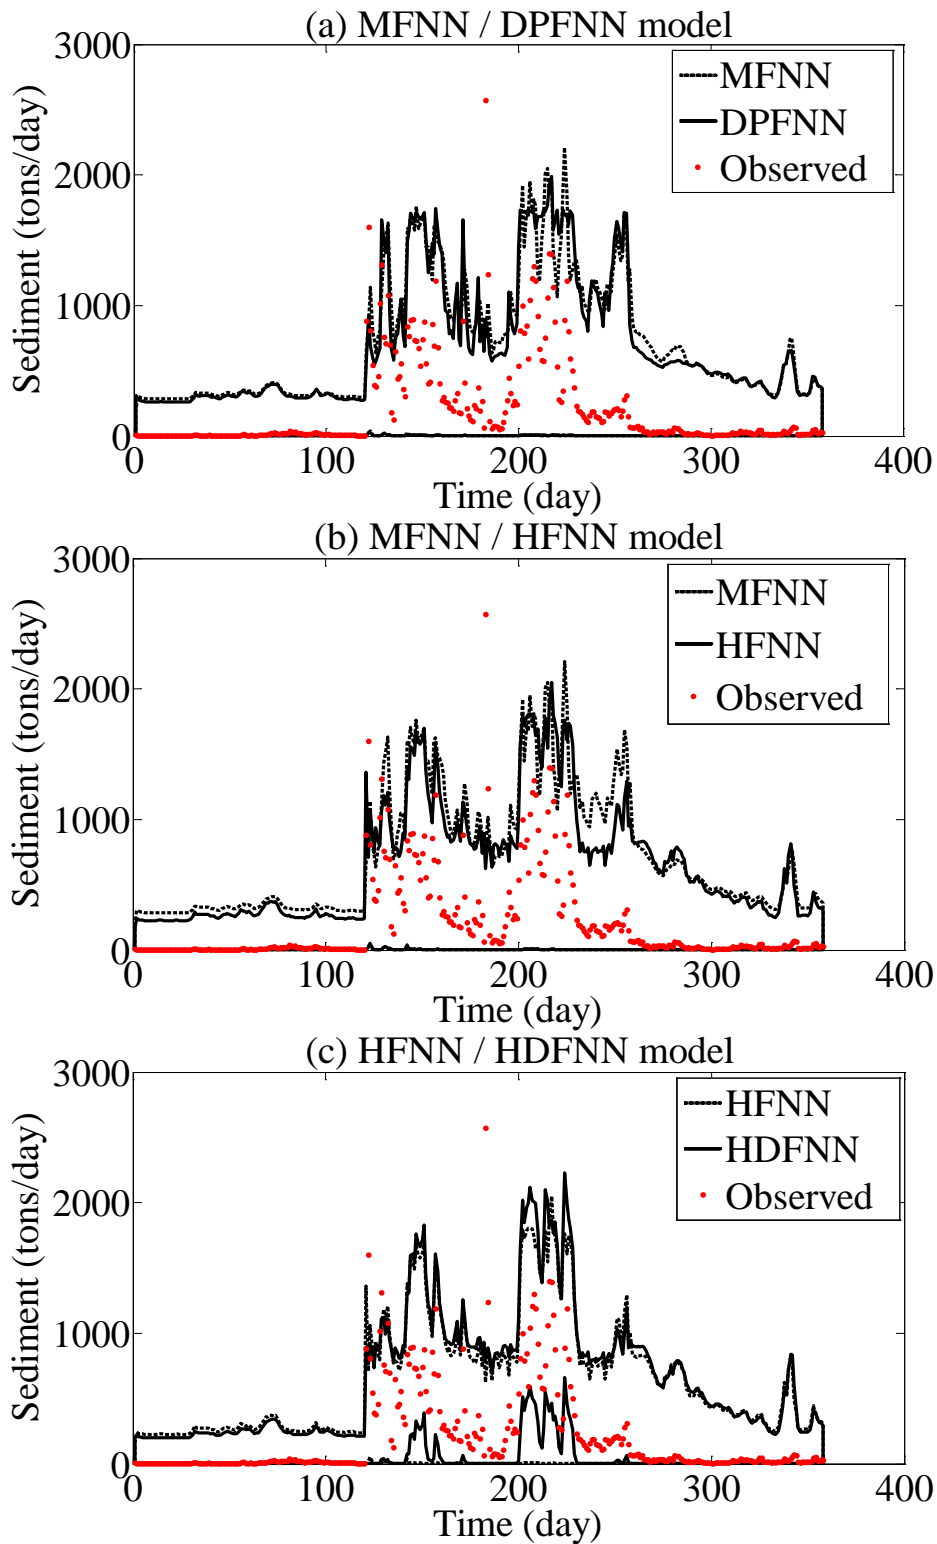 (a) MFNN / DPFNN model
3000
2000
1000
0
Sediment (tons/day)
MFNN
DPFNN
Observed
0 100 200 300 400
Time (day)
(b) MFNN / HFNN model
3000
2000
1000
0
Sediment (tons/day)
MFNN
HFNN
Observed
0 100 200 300 400
Time (day)
(c) HFNN / HDFNN model
3000
2000
1000
0
Sediment (tons/day)
HFNN
HDFNN
Observed
0 100 200 300 400
Time (day)